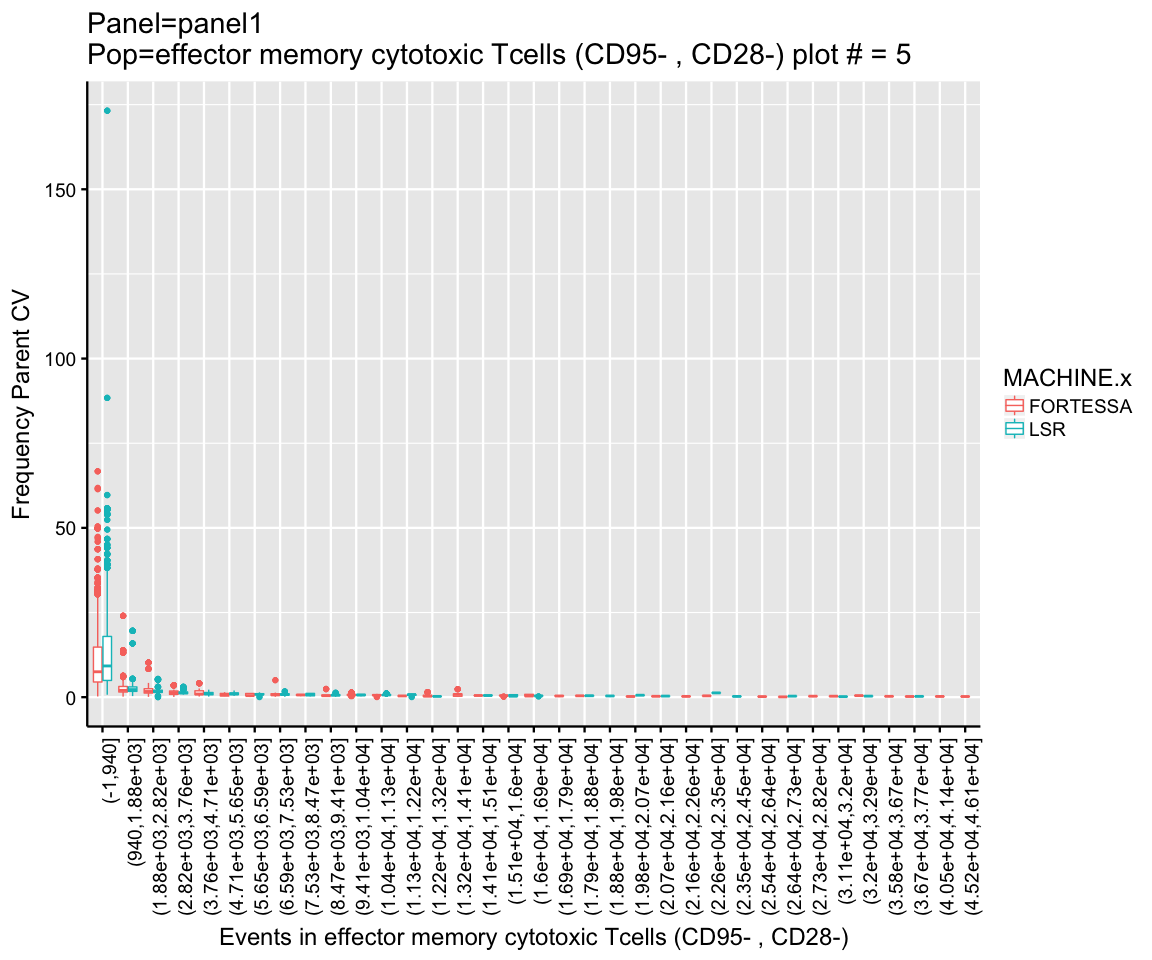 Panel=panel1
Pop=effector memory cytotoxic Tcells (CD95- , CD28-) plot # = 5
Frequency Parent CV
150
100
50
0
(-1,940]
(940,1.88e+03]
(1.88e+03,2.82e+03]
(2.82e+03,3.76e+03]
(3.76e+03,4.71e+03]
(4.71e+03,5.65e+03]
(5.65e+03,6.59e+03]
(6.59e+03,7.53e+03]
(7.53e+03,8.47e+03]
(8.47e+03,9.41e+03]
(9.41e+03,1.04e+04]
(1.04e+04,1.13e+04]
(1.13e+04,1.22e+04]
(1.22e+04,1.32e+04]
(1.32e+04,1.41e+04]
(1.41e+04,1.51e+04]
(1.51e+04,1.6e+04]
(1.6e+04,1.69e+04]
(1.69e+04,1.79e+04]
(1.79e+04,1.88e+04]
(1.88e+04,1.98e+04]
(1.98e+04,2.07e+04]
(2.07e+04,2.16e+04]
(2.16e+04,2.26e+04]
(2.26e+04,2.35e+04]
(2.35e+04,2.45e+04]
(2.54e+04,2.64e+04]
(2.64e+04,2.73e+04]
(2.73e+04,2.82e+04]
(3.11e+04,3.2e+04]
(3.2e+04,3.29e+04]
(3.58e+04,3.67e+04]
(3.67e+04,3.77e+04]
(4.05e+04,4.14e+04]
(4.52e+04,4.61e+04]
Events in effector memory cytotoxic Tcells (CD95- , CD28-)
MACHINE.x
FORTESSA
LSR